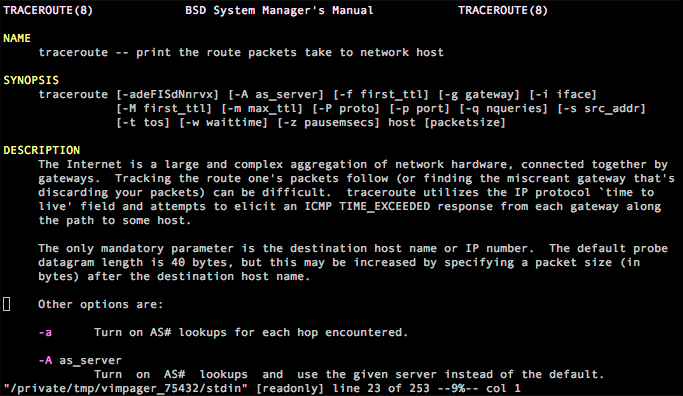 TRACEROUTE(8) BSD System Manager's Manual TRACEROUTE(8)
NAME
traceroute -- print the route packets take to network host
SYNOPSIS
traceroute [-adeFISdNnrvx] [-A as_server] [-f first_ttl] [-g gateway] [-i iface]
[-M first_ttl] [-m max_ttl] [-P proto] [-p port] [-q nqueries] [-s src_addr]
[-t tos] [-w waittime] [-z pausemsecs] host [packetsize]
DESCRIPTION
The Internet is a large and complex aggregation of network hardware, connected together by
gateways. Tracking the route one's packets follow (or finding the miscreant gateway that's
discarding your packets) can be difficult. traceroute utilizes the IP protocol `time to
live' field and attempts to elicit an ICMP TIME_EXCEEDED response from each gateway along
the path to some host.
The only mandatory parameter is the destination host name or IP number. The default probe
datagram length is 40 bytes, but this may be increased by specifying a packet size (in
bytes) after the destination host name.
Other options are:
-a Turn on AS# lookups for each hop encountered.
-A as_server
Turn on AS# lookups and use the given server instead of the default.
"/private/tmp/vimpager_75432/stdin" [readonly] line 23 of 253 --9%-- col 1